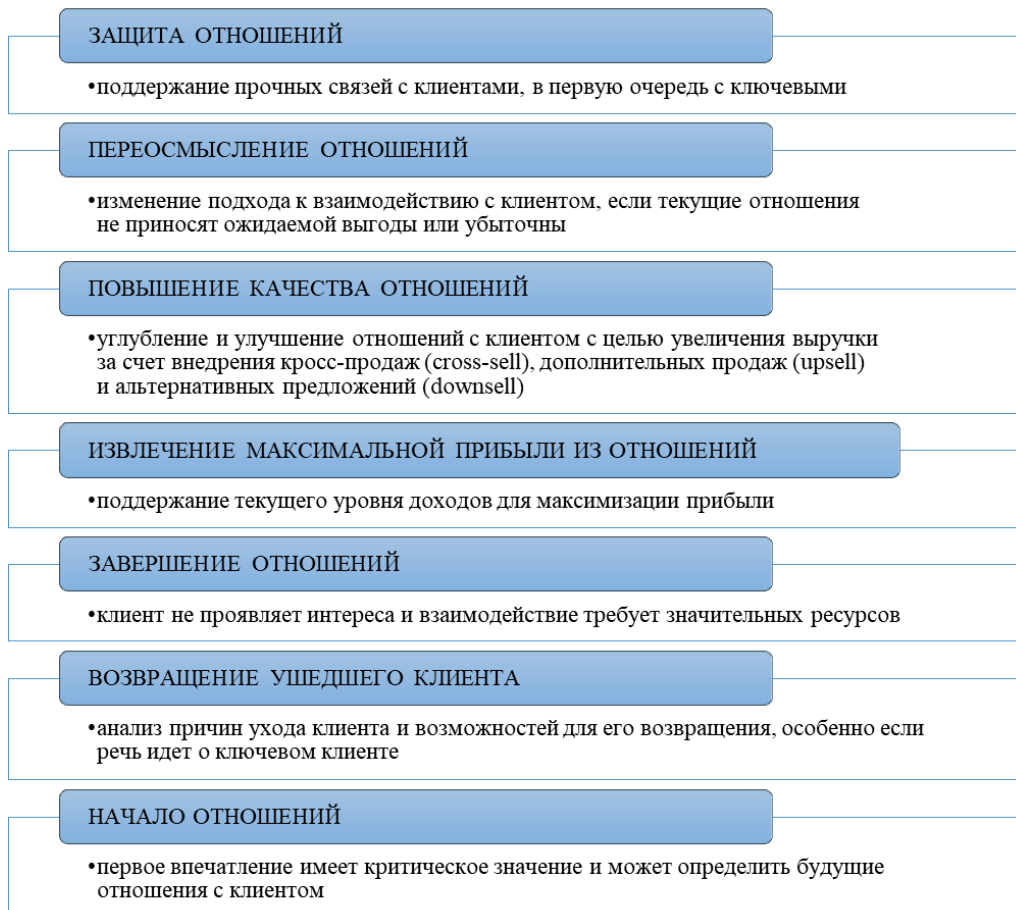 ЗАЩИТА ОТНОШЕНИЙ
•поддержание прочных связей с клиентами, в первую очередь с ключевыми
ПЕРЕОСМЫСЛЕНИЕ ОТНОШЕНИЙ
•изменение подхода к взаимодействию с клиентом, если текущие отношения
не приносят ожидаемой выгоды или убыточны
ПОВЫШЕНИЕ КАЧЕСТВА ОТНОШЕНИЙ
•углубление и улучшение отношений с клиентом с целью увеличения выручки
за счет внедрения кросс-продаж (cross-sell), дополнительных продаж (upsell)
и альтернативных предложений (downsell)
ИЗВЛЕЧЕНИЕ МАКСИМАЛЬНОЙ ПРИБЫЛИ ИЗ ОТНОШЕНИЙ
•поддержание текущего уровня доходов для максимизации прибыли
ЗАВЕРШЕНИЕ ОТНОШЕНИЙ
•клиент не проявляет интереса и взаимодействие требует значительных ресурсов
ВОЗВРАЩЕНИЕ УШЕДШЕГО КЛИЕНТА
•анализ причин ухода клиента и возможностей для его возвращения, особенно если
речь идет о ключевом клиенте
НАЧАЛО ОТНОШЕНИЙ
•первое впечатление имеет критическое значение и может определить будущие
отношения с клиентом